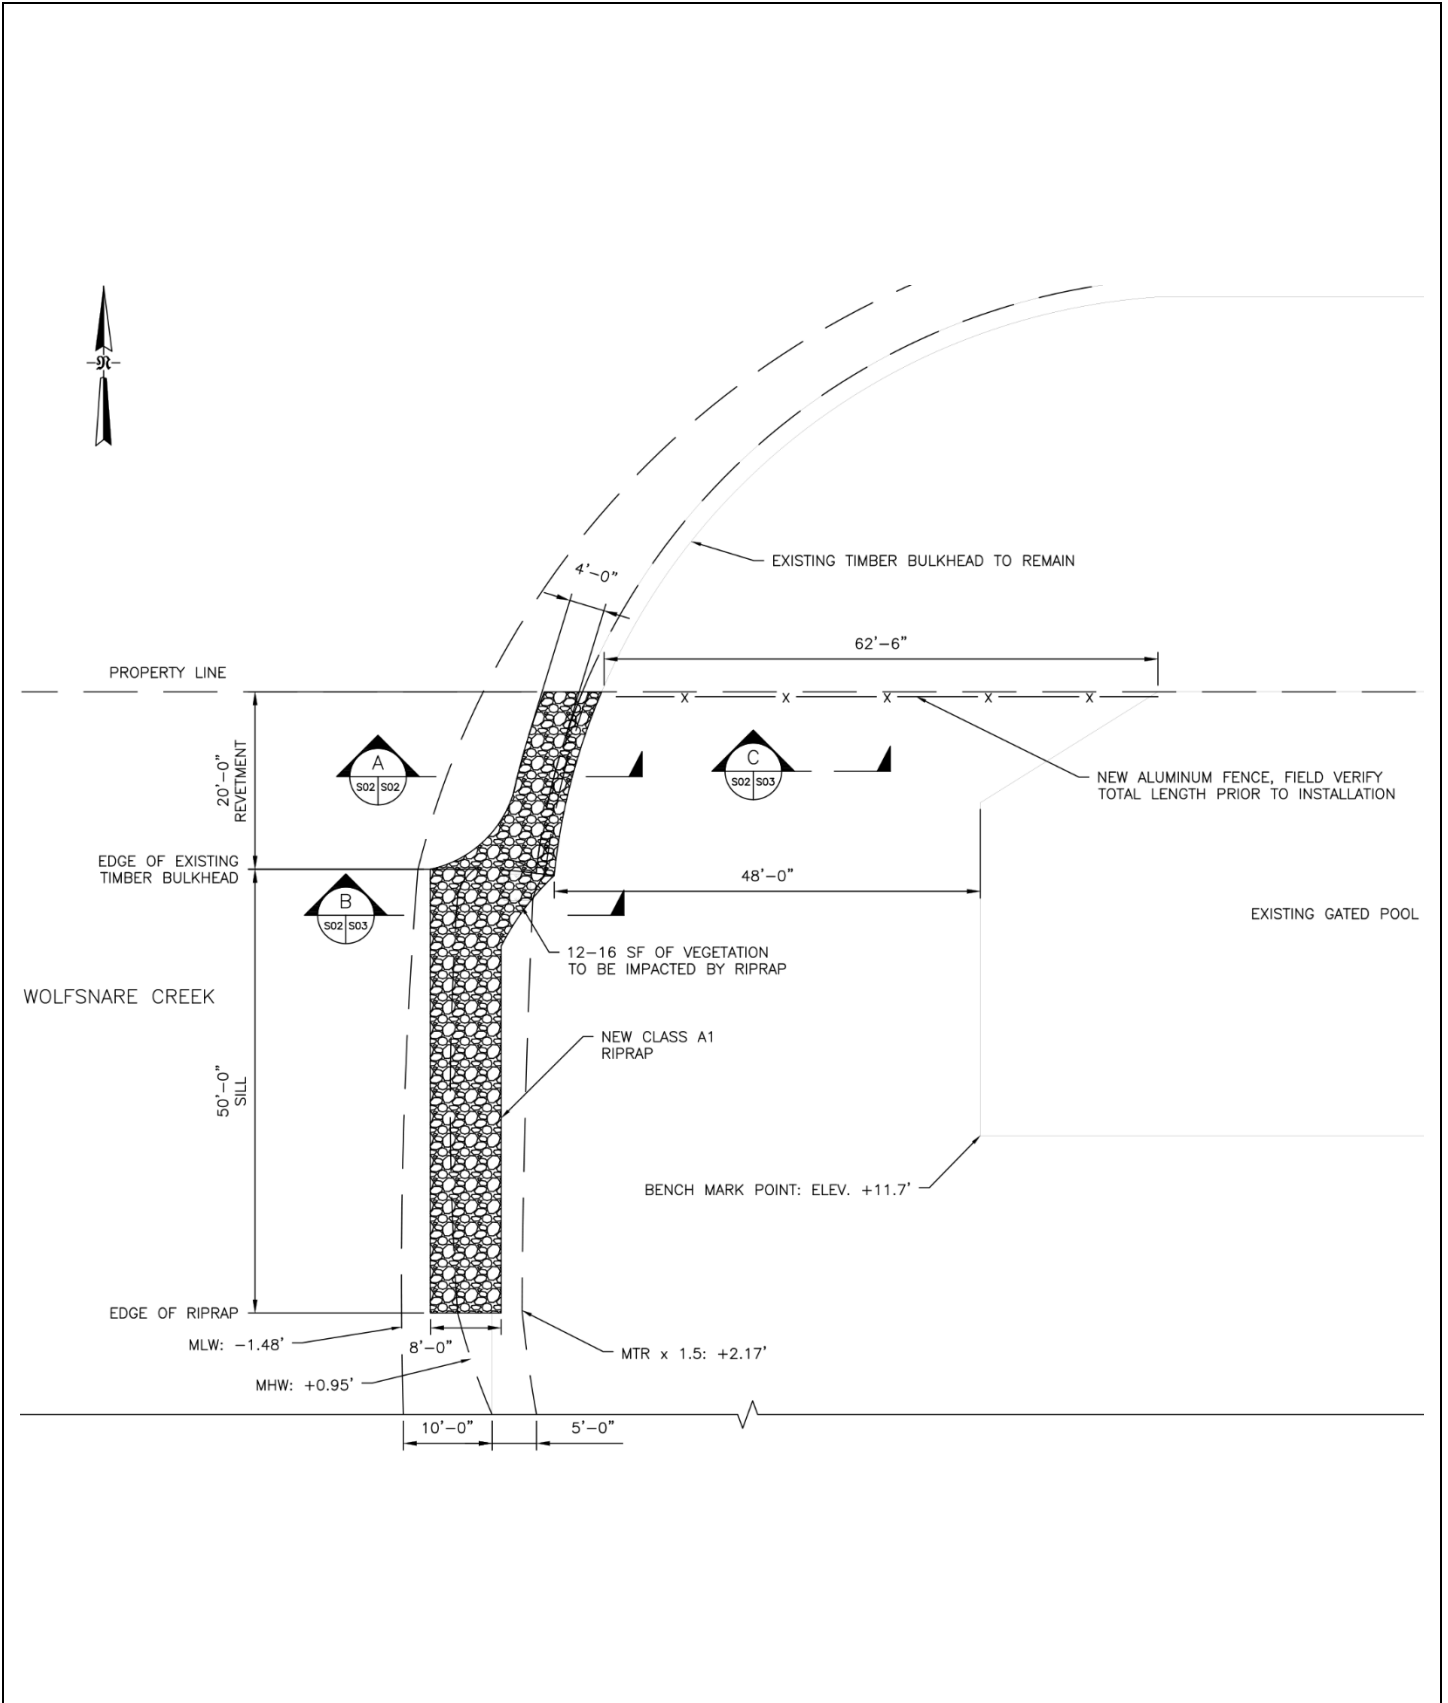 N
4'-0"
EXISTING TIMBER BULKHEAD TO REMAIN
62'-6"
PROPERTY LINE
X X X X X
20'-0"
REVETMENT
A
S02 S02
C
S02 S03
NEW ALUMINUM FENCE, FIELD VERIFY
TOTAL LENGTH PRIOR TO INSTALLATION
EDGE OF EXISTING
TIMBER BULKHEAD
48'-0"
B
S02 S03
EXISTING GATED POOL
12-16 SF OF VEGETATION
TO BE IMPACTED BY RIPRAP
WOLFSNARE CREEK
NEW CLASS A1
RIPRAP
50'-0"
SILL
BENCH MARK POINT: ELEV. +11.7'
EDGE OF RIPRAP
MLW: -1.48'
8'-0"
MTR x 1.5: +2.17'
MHW: +0.95'
10'-0"
5'-0"